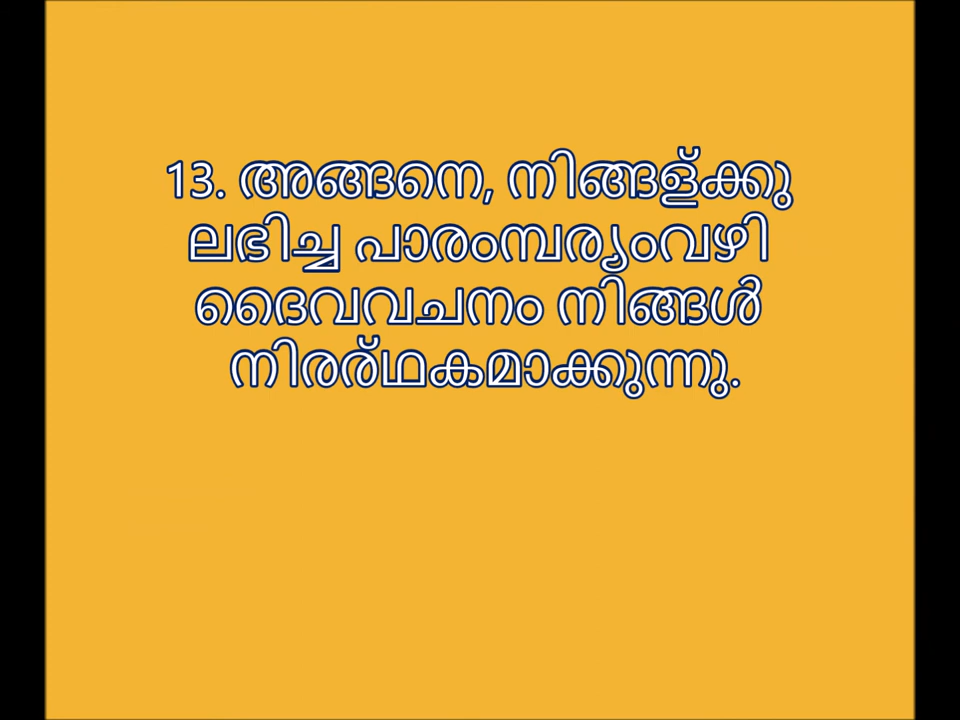 13. അങ്ങനെ, നിങ്ങള്ക്കു
ലഭിച്ച പാരംമ്പര്യംവഴി
ദൈവവചനം നിങ്ങൾ
നിരര്ഥകമാക്കുന്നു.